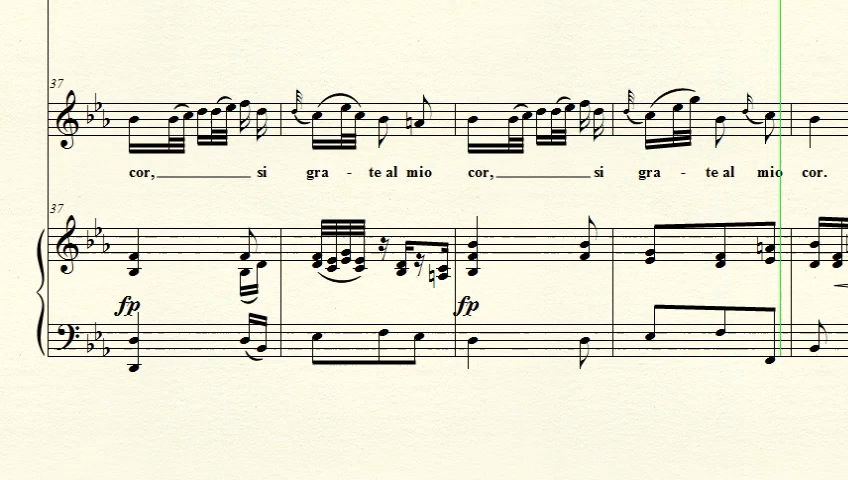 37
cor, si gra - te al mio cor, si gra - te al mio cor.
37
fp fp